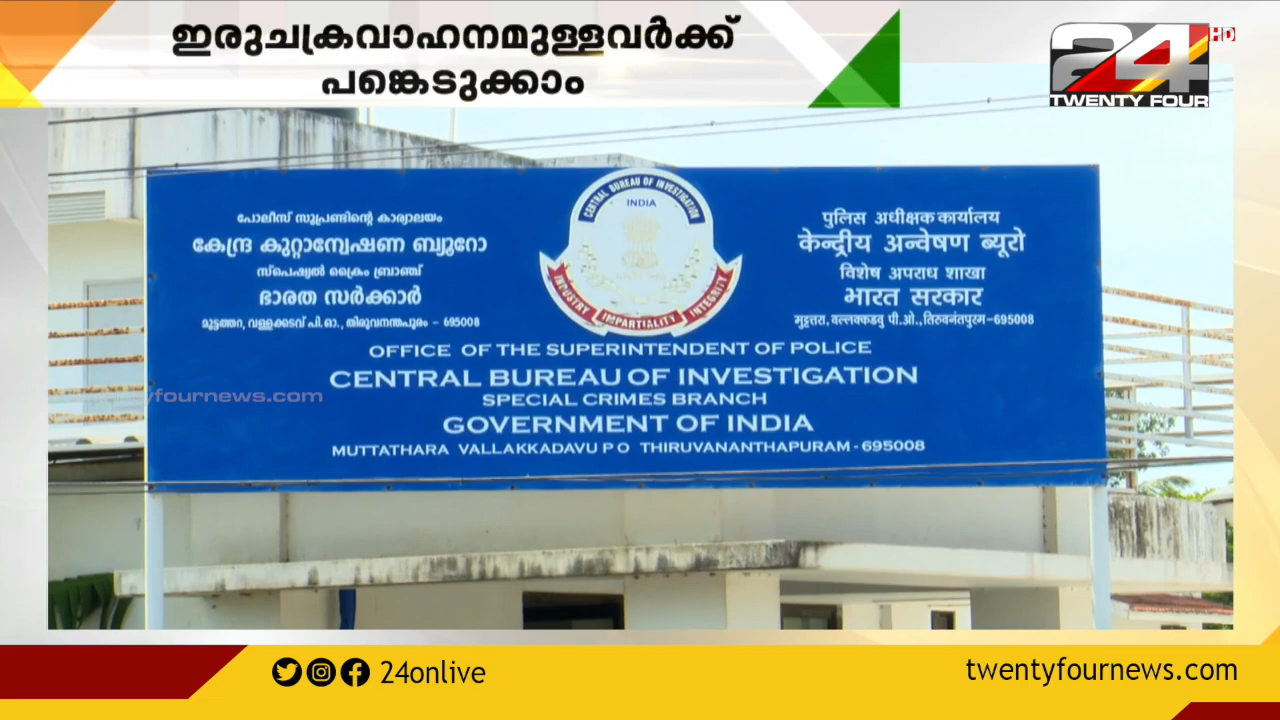 ഇരുചക്രവാഹനമുള്ളവർക്ക്
പങ്കെടുക്കാം
24
HD
TWENTY FOUR
CENTRAL BUREAU OF INVESTIGATION
INDIA
INDUSTRY IMPARTIALITY INTEGRITY
പോലീസ് സൂപ്രണ്ടിന്റെ കാര്യാലയം
കേന്ദ്ര കുറ്റാന്വേഷണ ബ്യൂറോ
സ്പെഷ്യൽ ക്രൈം ബ്രാഞ്ച്
ഭാരത സർക്കാർ
മുട്ടത്തറ, വള്ളക്കടവ് പി.ഓ., തിരുവനന്തപുരം - 695008
पुलिस अधीक्षक कार्यालय
केन्द्रीय अन्वेषण ब्यूरो
विशेष अपराध शाखा
भारत सरकार
मुट्टत्तरा, वल्लक्कडवु पी.ओ., तिरुवनंतपुरम-695008
OFFICE OF THE SUPERINTENDENT OF POLICE
CENTRAL BUREAU OF INVESTIGATION
SPECIAL CRIMES BRANCH
GOVERNMENT OF INDIA
MUTTATHARA VALLAKKADAVU P O THIRUVANANTHAPURAM - 695008
yfournews.com
24onlive
twentyfournews.com